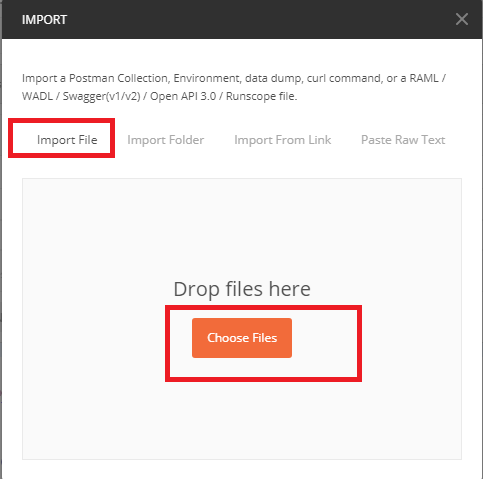 IMPORT
Import a Postman Collection, Environment, data dump, curl command, or a RAML /
WADL / Swagger(v1/v2) / Open API 3.0 / Runscope file.
Import File Import Folder Import From Link Paste Raw Text
Drop files here
Choose Files